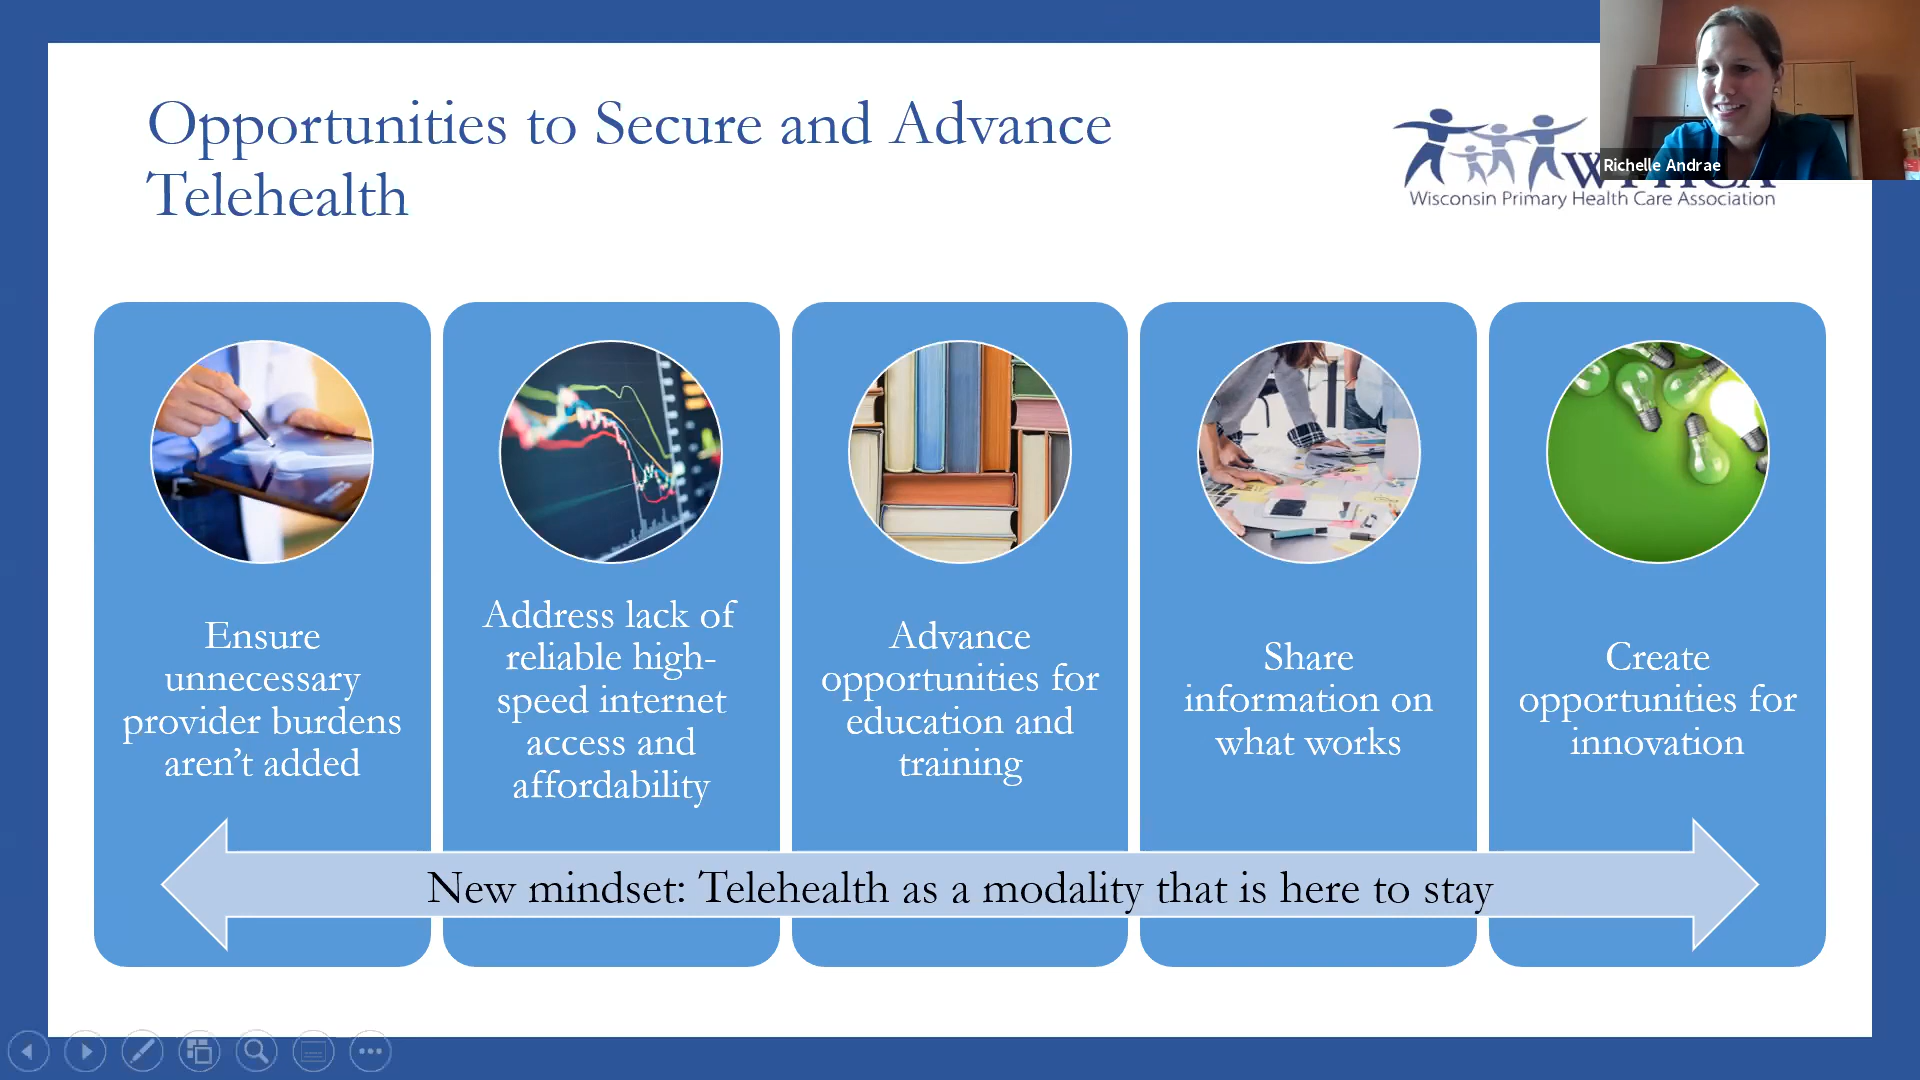 Opportunities to Secure and Advance
Telehealth
Wisconsin Primary Health Care Association
Richelle Andrae
Ensure
unnecessary
provider burdens
aren't added
Address lack of
reliable high-
speed internet
access and
affordability
Advance
opportunities for
education and
training
Share
information on
what works
Create
opportunities for
innovation
New mindset: Telehealth as a modality that is here to stay